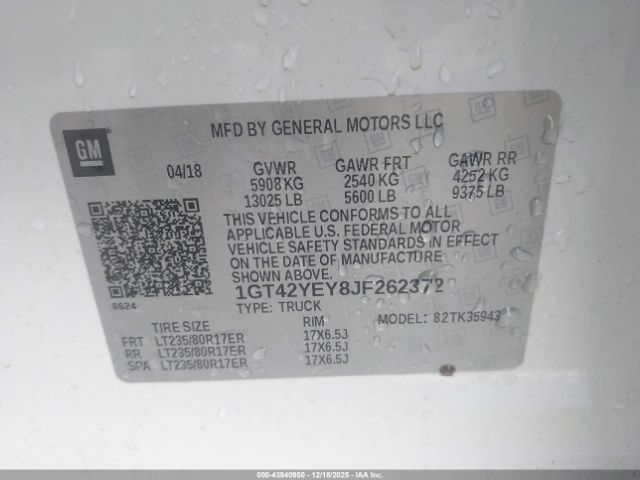 GM
MFD BY GENERAL MOTORS LLC
04/18 GVWR GAWR FRT GAWR RR
5908 KG 2540 KG 4252 KG
13025 LB 5600 LB 9375 LB
THIS VEHICLE CONFORMS TO ALL
APPLICABLE U.S. FEDERAL MOTOR
VEHICLE SAFETY STANDARDS IN EFFECT
ON THE DATE OF MANUFACTURE
SHOWN ABOVE.
8624
1GT42YEY8JF262372
TYPE: TRUCK MODEL: 82TK35943
TIRE SIZE RIM
FRT LT235/80R17ER 17X6.5J
RR LT235/80R17ER 17X6.5J
SPA LT235/80R17ER 17X6.5J
000-43940950 - 12/18/2025 - IAA Inc.